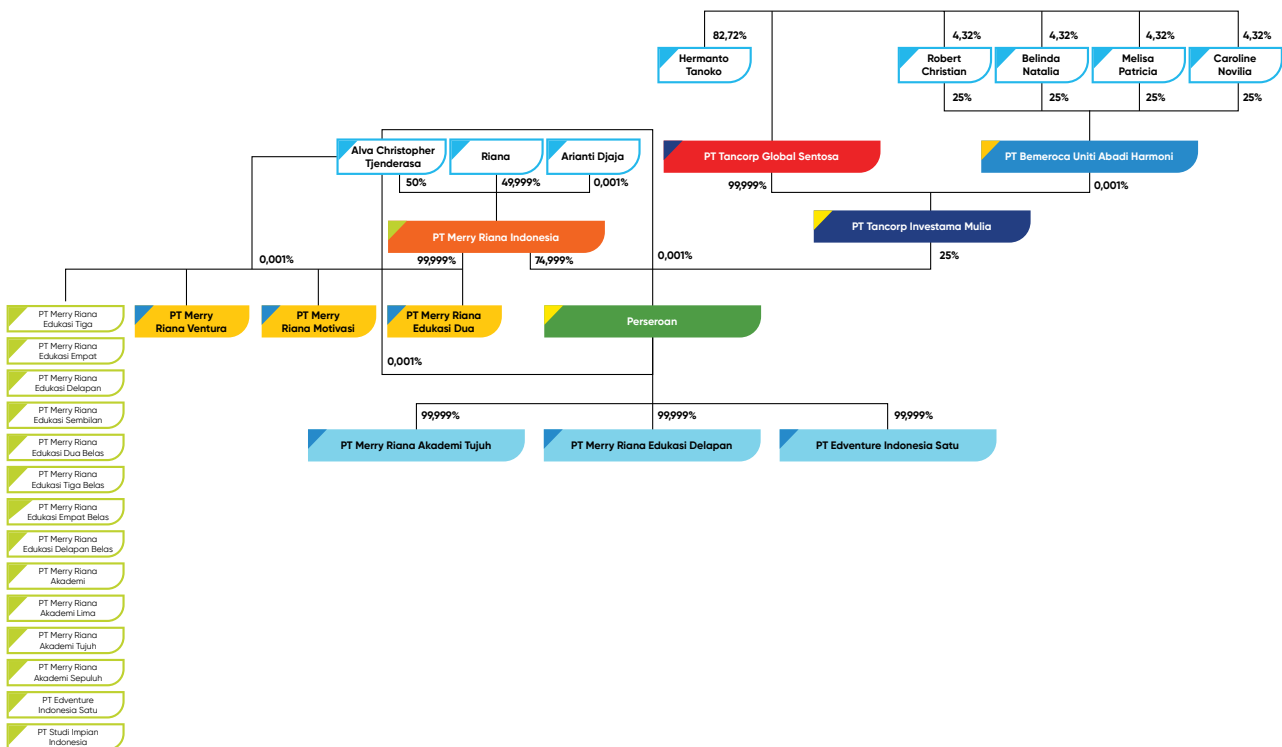 82,72%
4,32%
4,32%
4,32%
4,32%
Hermanto
Tanoko
Robert
Christian
Belinda
Natalia
Melisa
Patricia
Caroline
Novilia
25%
25%
25%
25%
Alva Christopher
Tjenderasa
Riana
Arianti Djaja
PT Tancorp Global Sentosa
PT Bemeroca Uniti Abadi Harmoni
50%
49,999%
0,001%
99,999%
0,001%
PT Merry Riana Indonesia
PT Tancorp Investama Mulia
0,001%
99,999%
74,999%
0,001%
25%
PT Merry Riana
Edukasi Tiga
PT Merry
Riana Ventura
PT Merry
Riana Motivasi
PT Merry Riana
Edukasi Dua
Perseroan
PT Merry Riana
Edukasi Empat
0,001%
PT Merry Riana
Edukasi Delapan
PT Merry Riana
Edukasi Sembilan
99,999%
99,999%
99,999%
PT Merry Riana
Edukasi Dua Belas
PT Merry Riana Akademi Tujuh
PT Merry Riana Edukasi Delapan
PT Edventure Indonesia Satu
PT Merry Riana
Edukasi Tiga Belas
PT Merry Riana
Edukasi Empat Belas
PT Merry Riana
Edukasi Delapan Belas
PT Merry Riana
Akademi
PT Merry Riana
Akademi Lima
PT Merry Riana
Akademi Tujuh
PT Merry Riana
Akademi Sepuluh
PT Edventure
Indonesia Satu
PT Studi Impian
Indonesia